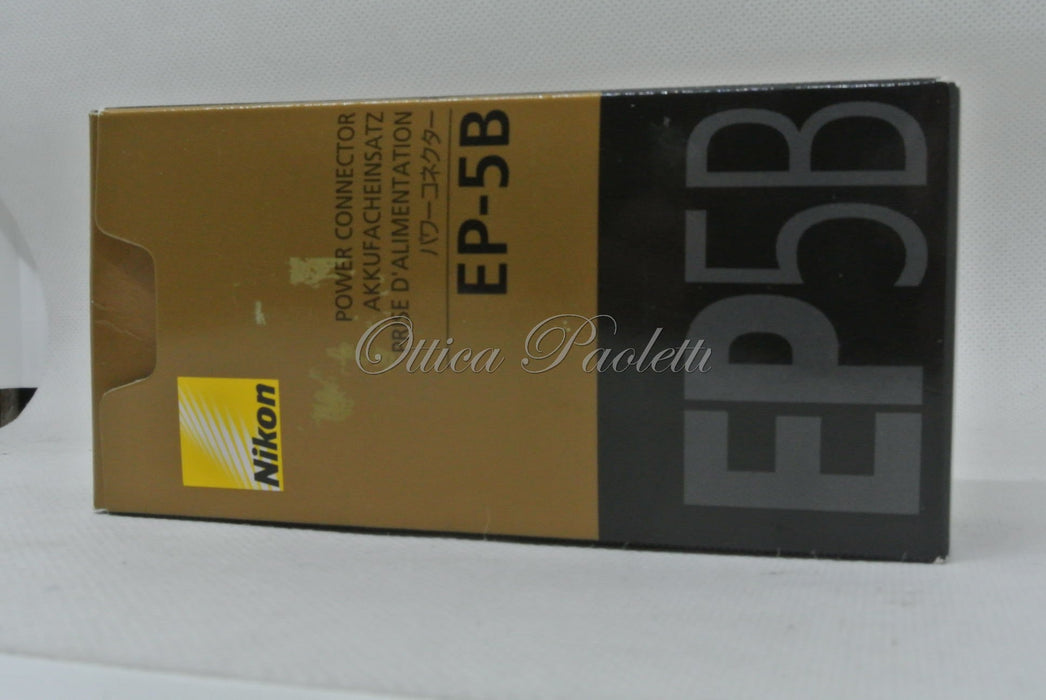 POWER CONNECTOR
AKKUFACHEINSATZ
PRISE D'ALIMENTATION
パワーコネクター
EP-5B
EP5B
Nikon
Ottica Paoletti